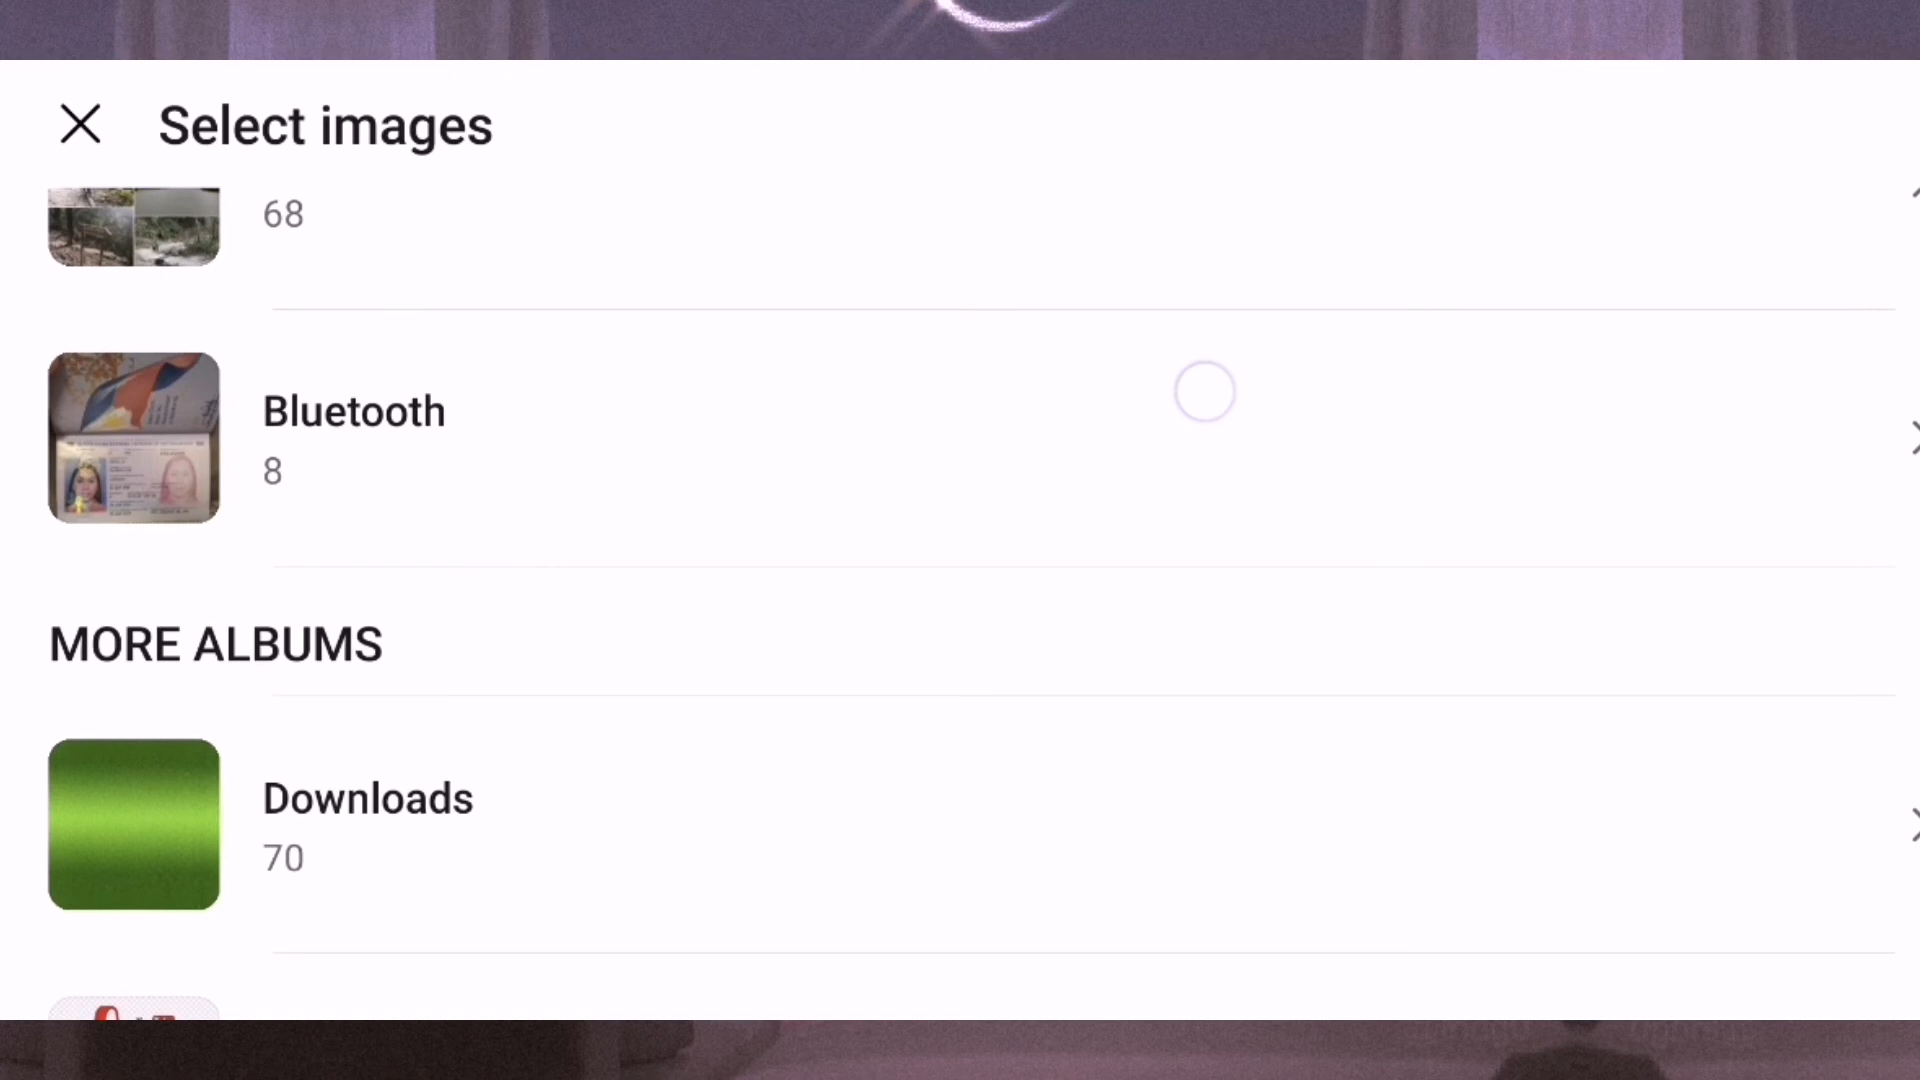 Select images
68
Bluetooth
8
MORE ALBUMS
Downloads
70